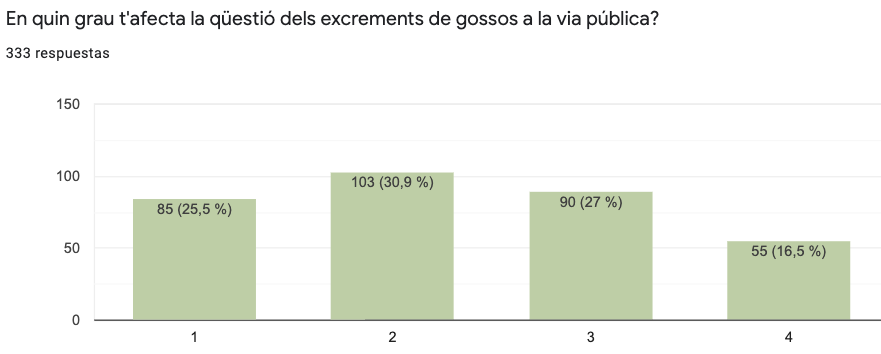 En quin grau t'afecta la qüestió dels excrements de gossos a la via pública?
333 respuestas
150
100
50
0
85 (25,5 %)
103 (30,9 %)
90 (27 %)
55 (16,5 %)
1
2
3
4